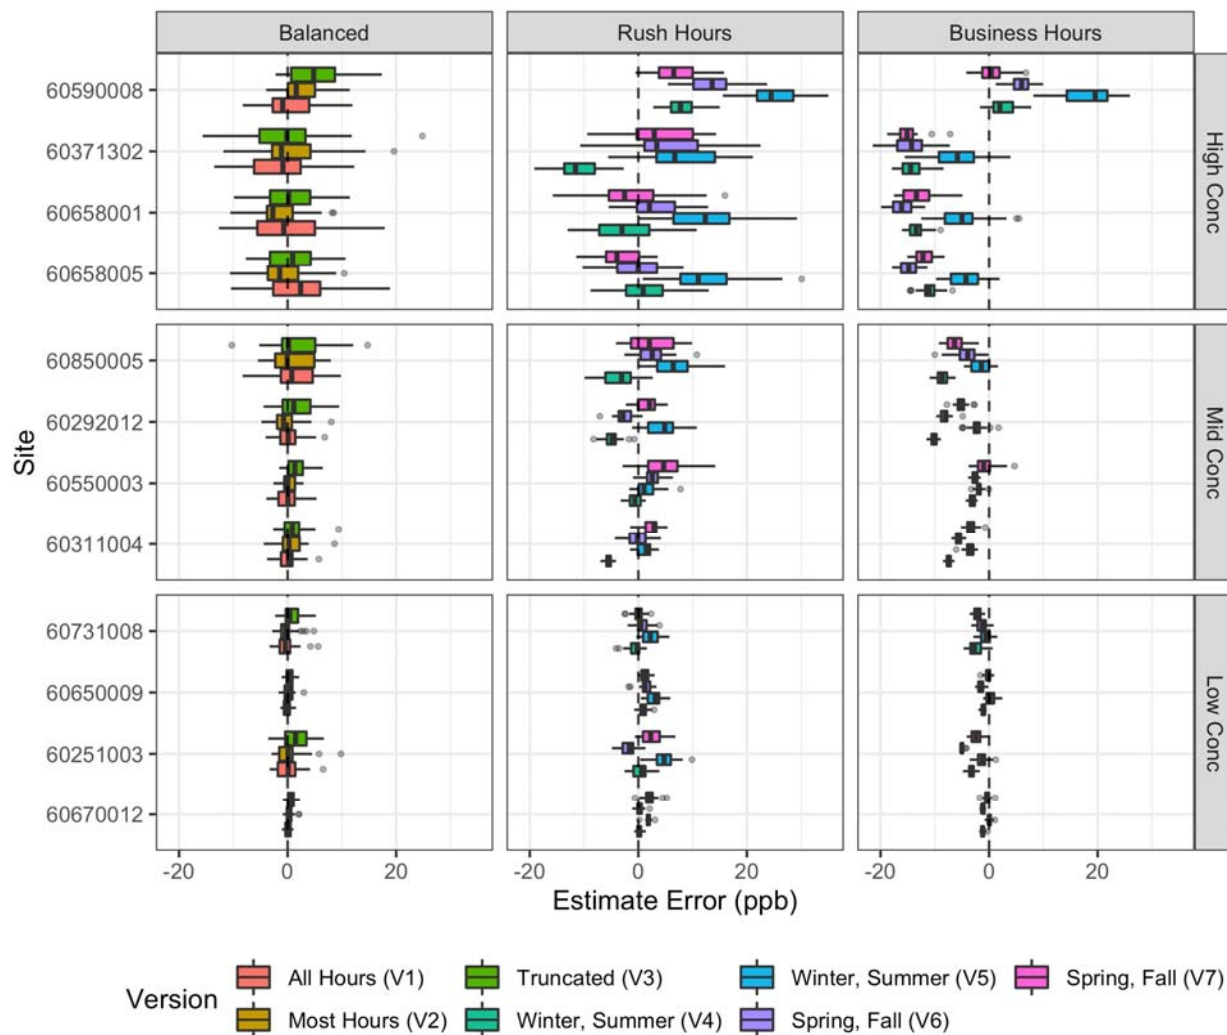 Balanced
Rush Hours
Business Hours
60590008
60371302
60658001
60658005
High Conc
60850005
60292012
60550003
60311004
Mid Conc
Site
60731008
60650009
60251003
60670012
Low Conc
-20 0 20 -20 0 20 -20 0 20
Estimate Error (ppb)
Version
All Hours (V1) Truncated (V3) Winter, Summer (V5) Spring, Fall (V7)
Most Hours (V2) Winter, Summer (V4) Spring, Fall (V6)